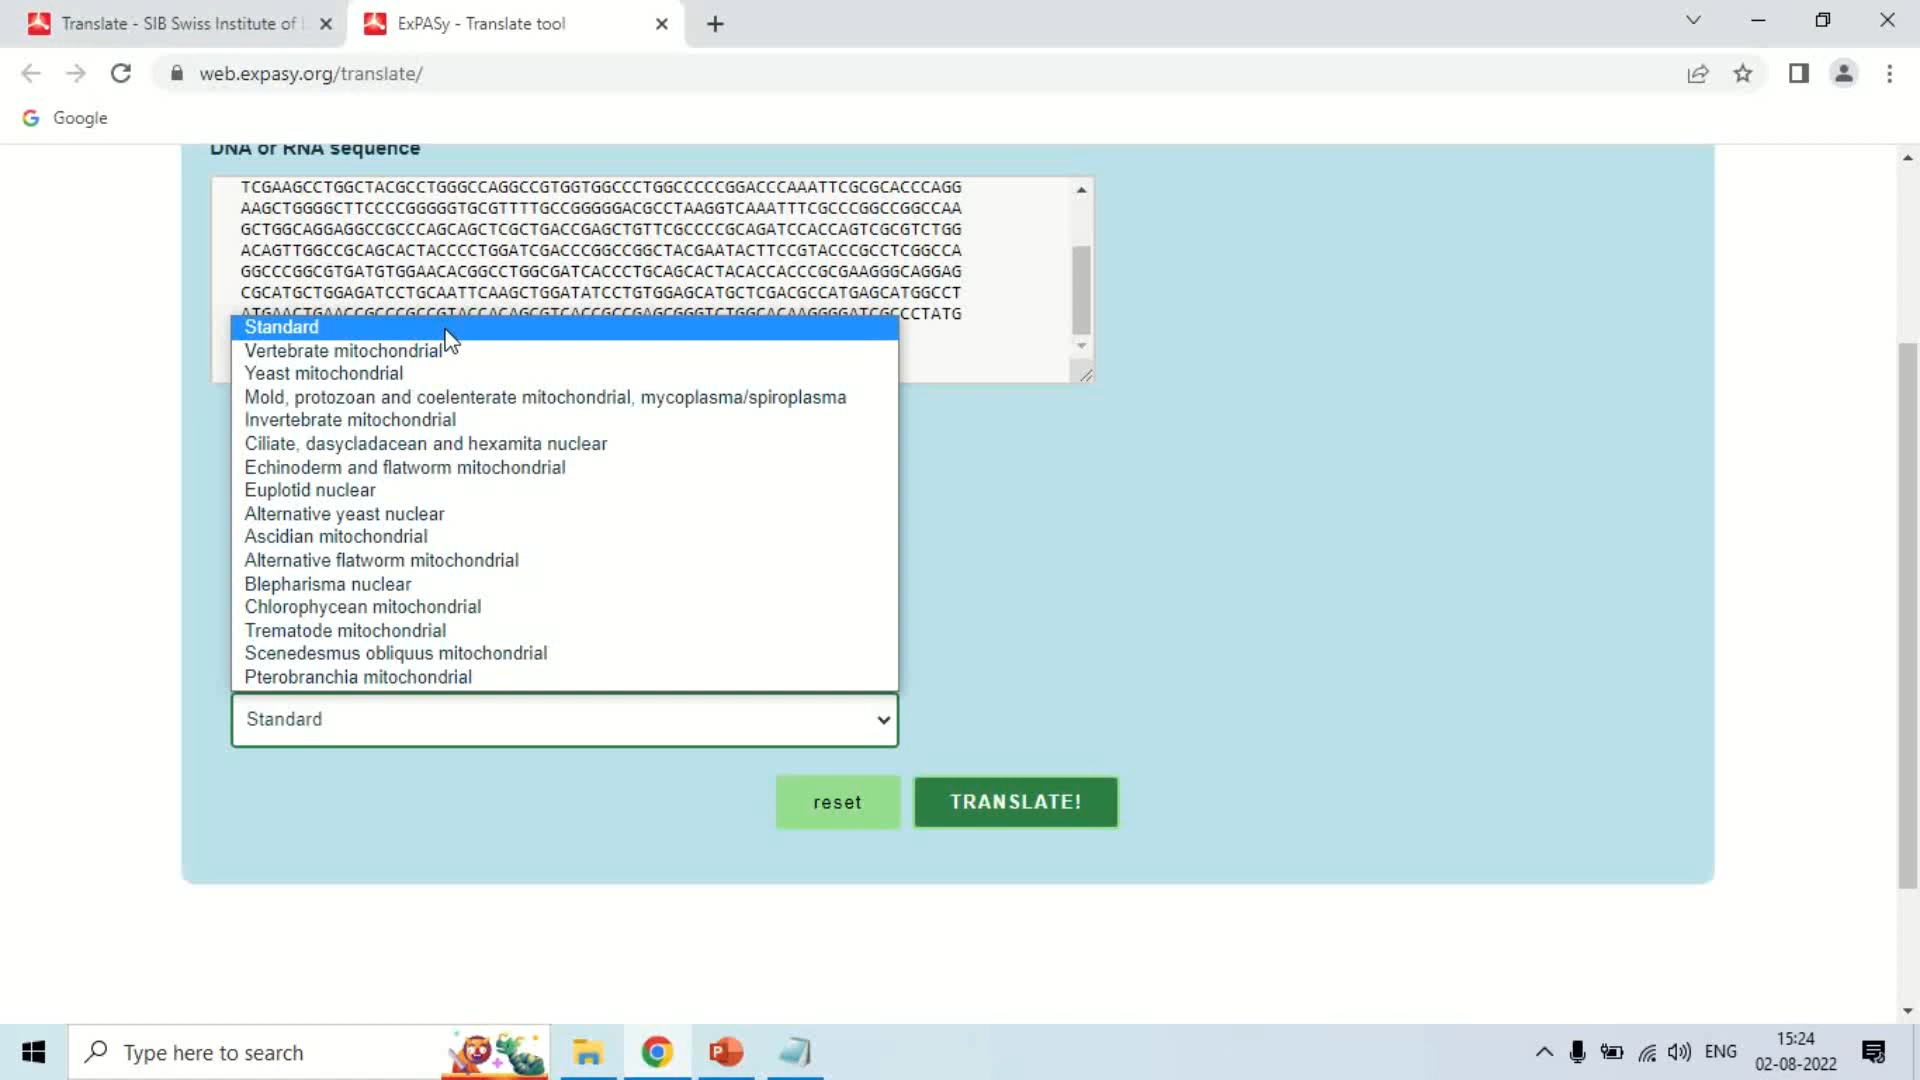 Translate - SIB Swiss Institute of
ExPASy - Translate tool
web.expasy.org/translate/
Google
DNA or RNA sequence
TCGAAGCCTGGCTACGCCTGGGCCAGGCCGTGGTGGCCCTGGCCCCCGGACCCAAATTCGCGCACCCAGG
AAGCTGGGGCTTCCCCGGGGGTGCGTTTTGCCGGGGGACGCCTAAGGTCAAATTTCGCCCGGCCGGCCAA
GCTGGCAGGAGGCCGCCCAGCAGCTCGCTGACCGAGCTGTTCGCCCCGCAGATCCACCAGTCGCGTCTGG
ACAGTTGGCCGCAGCACTACCCCTGGATCGACCCGGCCGGCTACGAATACTTCCGTACCCGCCTCGGCCA
GGCCCGGCGTGATGTGGAACACGGCCTGGCGATCACCCTGCAGCACTACACCACCCGCGAAGGGCAGGAG
CGCATGCTGGAGATCCTGCAATTCAAGCTGGATATCCTGTGGAGCATGCTCGACGCCATGAGCATGGCCT
ATGAACTGAACCGCCCGCCGTACCACAGCGTCACCGCCGAGCGGGTCTGGCACAAGGGGATCGCCCTATG
Standard
Vertebrate mitochondrial
Yeast mitochondrial
Mold, protozoan and coelenterate mitochondrial, mycoplasma/spiroplasma
Invertebrate mitochondrial
Ciliate, dasycladacean and hexamita nuclear
Echinoderm and flatworm mitochondrial
Euplotid nuclear
Alternative yeast nuclear
Ascidian mitochondrial
Alternative flatworm mitochondrial
Blepharisma nuclear
Chlorophycean mitochondrial
Trematode mitochondrial
Scenedesmus obliquus mitochondrial
Pterobranchia mitochondrial
Standard
reset
TRANSLATE!
Type here to search
ENG
15:24
02-08-2022